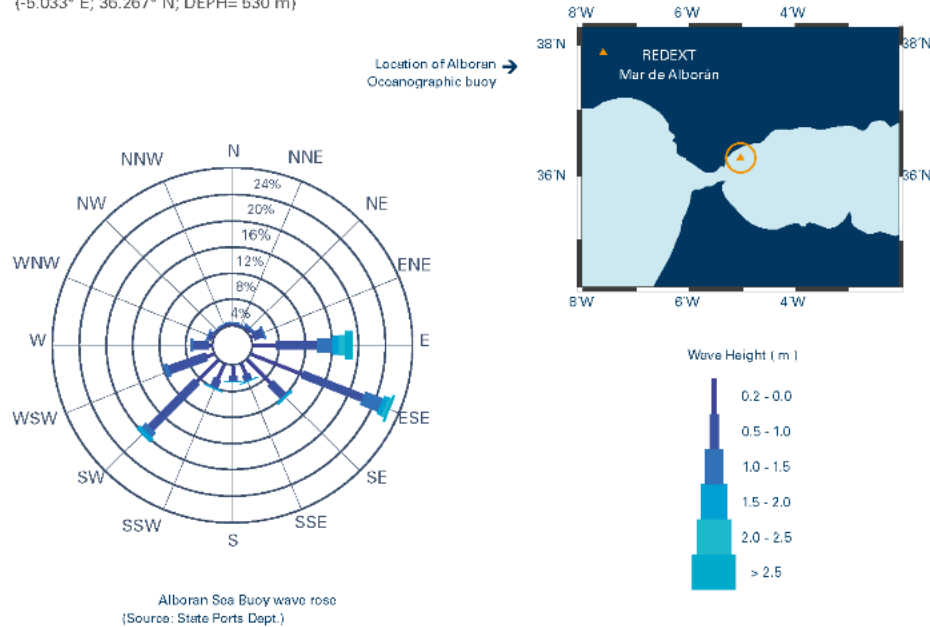 (-5.033° E; 36.267° N; DEPH= 530 m)
8°W
6°W
4°W
38°N
38°N
REDEXT
Mar de Alborán
Location of Alboran
Oceanographic buoy
36°N
36°N
8°W
6°W
4°W
N
NNE
NE
ENE
E
ESE
SE
SSE
S
SSW
SW
WSW
W
WNW
NW
NNW
24%
20%
16%
12%
8%
4%
Wave Height ( m )
0.2 - 0.0
0.5 - 1.0
1.0 - 1.5
1.5 - 2.0
2.0 - 2.5
> 2.5
Alboran Sea Buoy wave rose
(Source: State Ports Dept.)